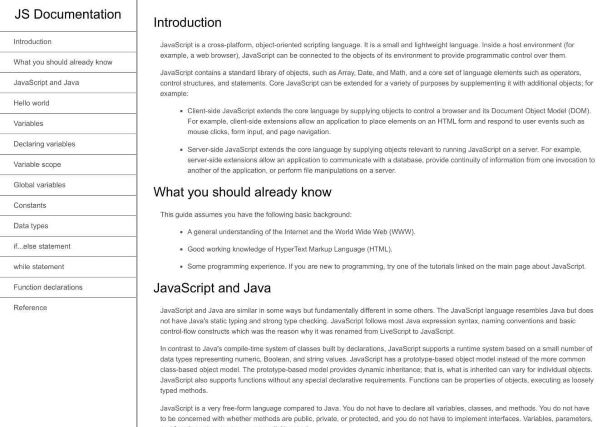 JS Documentation
Introduction
What you should already know
JavaScript and Java
Hello world
Variables
Declaring variables
Variable scope
Global variables
Constants
Data types
if...else statement
while statement
Function declarations
Reference
Introduction
JavaScript is a cross-platform, object-oriented scripting language. It is a small and lightweight language. Inside a host environment (for
example, a web browser), JavaScript can be connected to the objects of its environment to provide programmatic control over them.
JavaScript contains a standard library of objects, such as Array, Date, and Math, and a core set of language elements such as operators,
control structures, and statements. Core JavaScript can be extended for a variety of purposes by supplementing it with additional objects; for
example:
• Client-side JavaScript extends the core language by supplying objects to control a browser and its Document Object Model (DOM).
For example, client-side extensions allow an application to place elements on an HTML form and respond to user events such as
mouse clicks, form input, and page navigation.
• Server-side JavaScript extends the core language by supplying objects relevant to running JavaScript on a server. For example,
server-side extensions allow an application to communicate with a database, provide continuity of information from one invocation to
another of the application, or perform file manipulations on a server.
What you should already know
This guide assumes you have the following basic background:
• A general understanding of the Internet and the World Wide Web (WWW).
• Good working knowledge of HyperText Markup Language (HTML).
• Some programming experience. If you are new to programming, try one of the tutorials linked on the main page about JavaScript.
JavaScript and Java
JavaScript and Java are similar in some ways but fundamentally different in some others. The JavaScript language resembles Java but does
not have Java's static typing and strong type checking. JavaScript follows most Java expression syntax, naming conventions and basic
control-flow constructs which was the reason why it was renamed from LiveScript to JavaScript.
In contrast to Java's compile-time system of classes built by declarations, JavaScript supports a runtime system based on a small number of
data types representing numeric, Boolean, and string values. JavaScript has a prototype-based object model instead of the more common
class-based object model. The prototype-based model provides dynamic inheritance; that is, what is inherited can vary for individual objects.
JavaScript also supports functions without any special declarative requirements. Functions can be properties of objects, executing as loosely
typed methods.
JavaScript is a very free-form language compared to Java. You do not have to declare all variables, classes, and methods. You do not have
to be concerned with whether methods are public, private, or protected, and you do not have to implement interfaces. Variables, parameters,